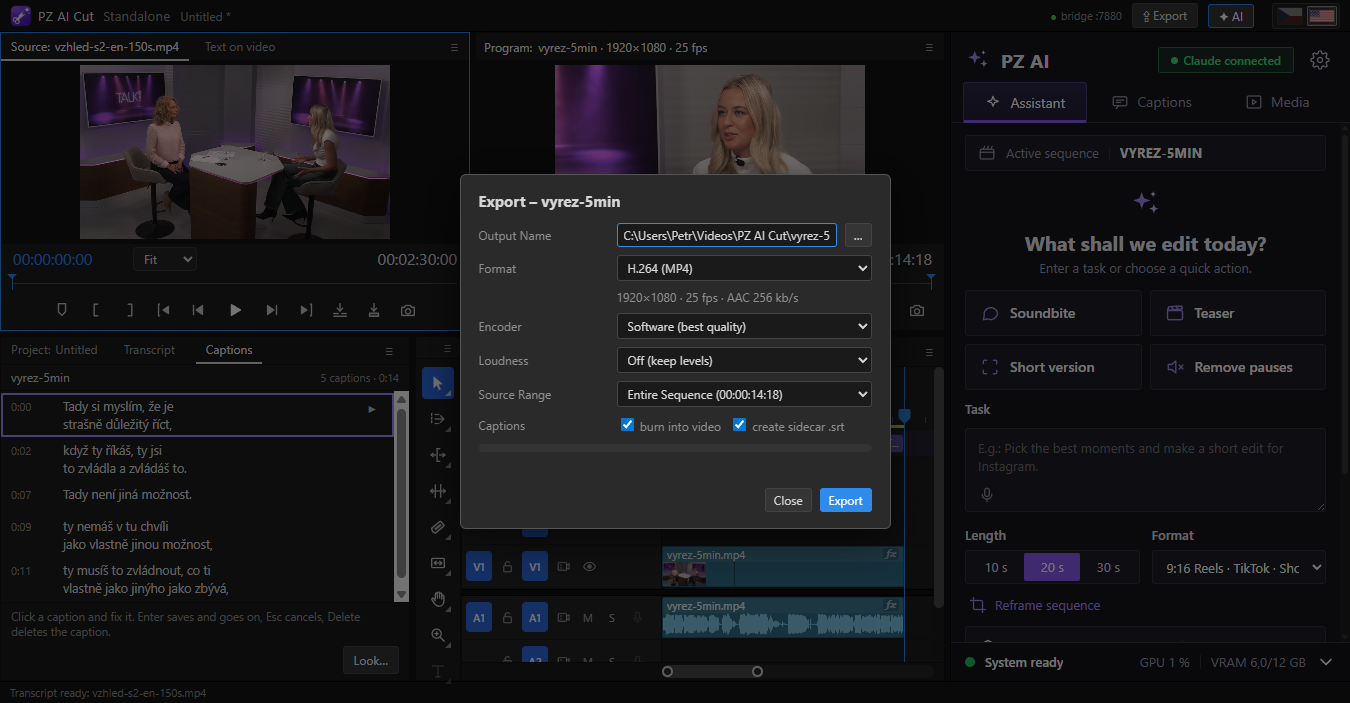 PZ AI Cut Standalone Untitled *
bridge :7880
Export
AI
Source: vzhled-s2-en-150s.mp4
Text on video
TALK!
00:00:00:00
Fit
00:02:30:00
Program: vyrez-5min · 1920×1080 · 25 fps
:14:18
Project: Untitled
Transcript
Captions
vyrez-5min
5 captions · 0:14
0:00
Tady si myslím, že je
strašně důležitý říct,
0:02
když ty říkáš, ty jsi
to zvládla a zvládáš to.
0:07
Tady není jiná možnost.
0:09
ty nemáš v tu chvíli
jako vlastně jinou možnost,
0:11
ty musíš to zvládnout, co ti
vlastně jako jinýho jako zbývá,
Click a caption and fix it. Enter saves and goes on, Esc cancels, Delete
deletes the caption.
Look...
Export – vyrez-5min
Output Name
C:\Users\Petr\Videos\PZ AI Cut\vyrez-5
...
Format
H.264 (MP4)
1920×1080 · 25 fps · AAC 256 kb/s
Encoder
Software (best quality)
Loudness
Off (keep levels)
Source Range
Entire Sequence (00:00:14:18)
Captions
burn into video
create sidecar .srt
Close
Export
V1
V1
vyrez-5min.mp4
fx
A1
A1
M
S
vyrez-5min.mp4
fx
A2
M
S
PZ AI
Claude connected
Assistant
Captions
Media
Active sequence
VYREZ-5MIN
What shall we edit today?
Enter a task or choose a quick action.
Soundbite
Teaser
Short version
Remove pauses
Task
E.g.: Pick the best moments and make a short edit for
Instagram.
Length
Format
10 s
20 s
30 s
9:16 Reels · TikTok · Shc
Reframe sequence
System ready
GPU 1 %
VRAM 6,0/12 GB
Transcript ready: vzhled-s2-en-150s.mp4